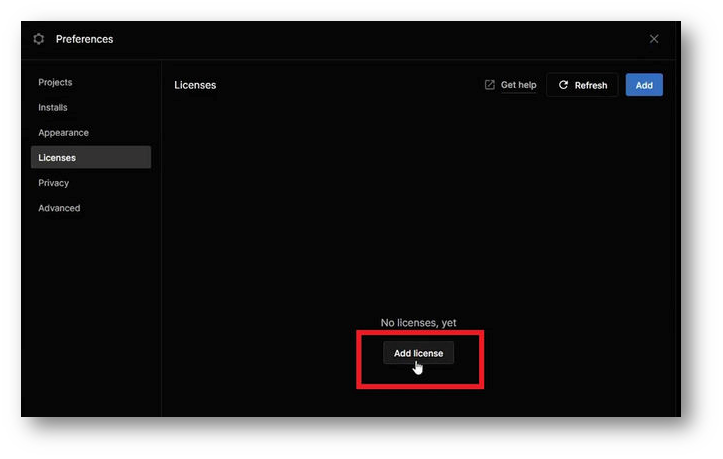 Preferences
Projects
Installs
Appearance
Licenses
Privacy
Advanced
Licenses
Get help
Refresh
Add
No licenses, yet
Add license